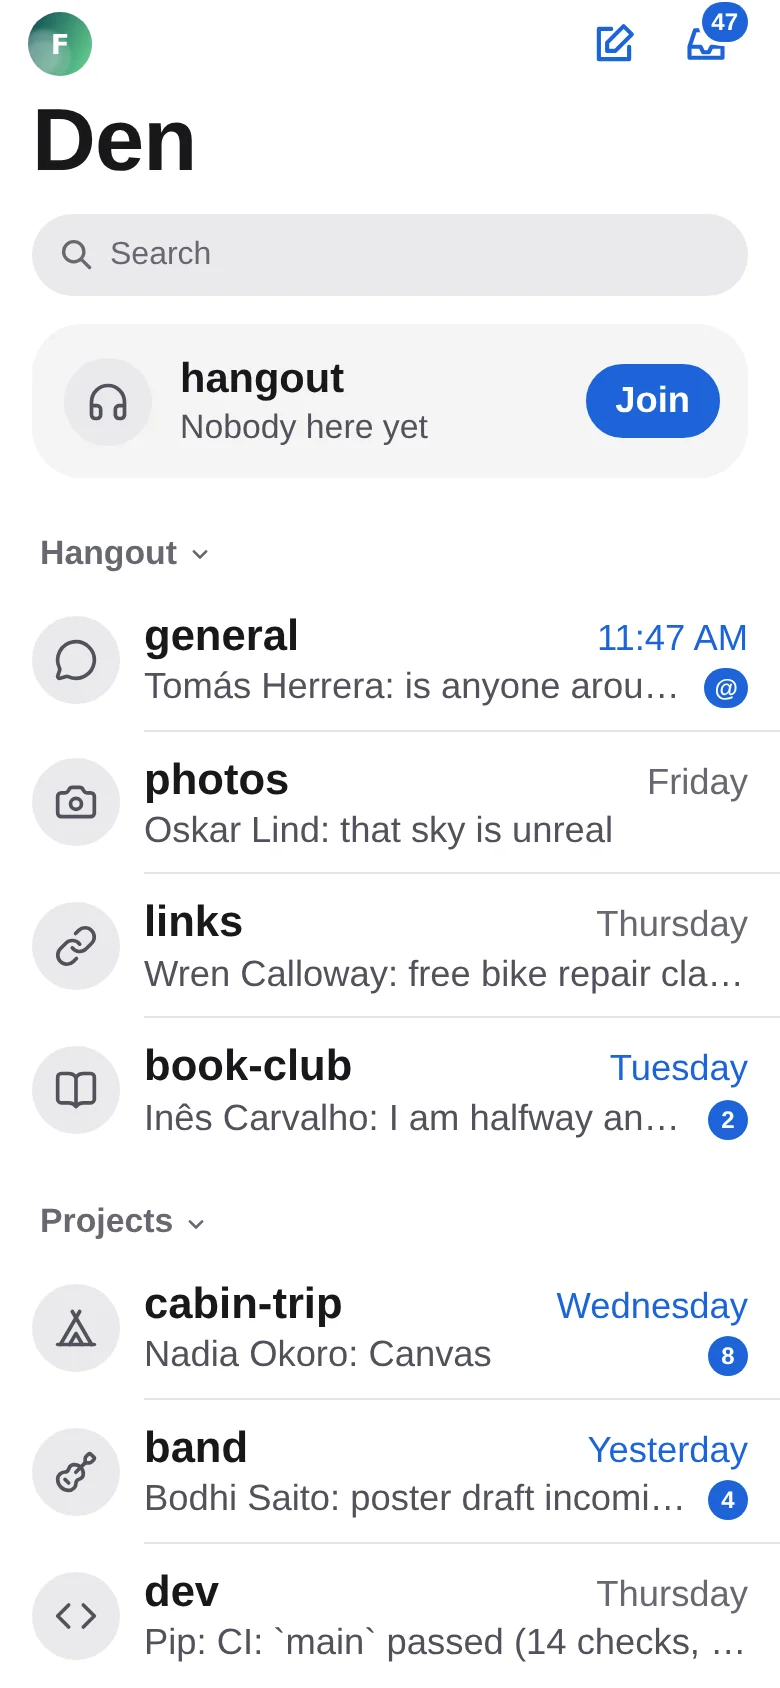 F
47
Den
Search
hangout
Nobody here yet
Join
Hangout
general 11:47 AM
Tomás Herrera: is anyone arou… @
photos Friday
Oskar Lind: that sky is unreal
links Thursday
Wren Calloway: free bike repair cla…
book-club Tuesday
Inês Carvalho: I am halfway an… 2
Projects
cabin-trip Wednesday
Nadia Okoro: Canvas 8
band Yesterday
Bodhi Saito: poster draft incomi… 4
dev Thursday
Pip: CI: `main` passed (14 checks, …